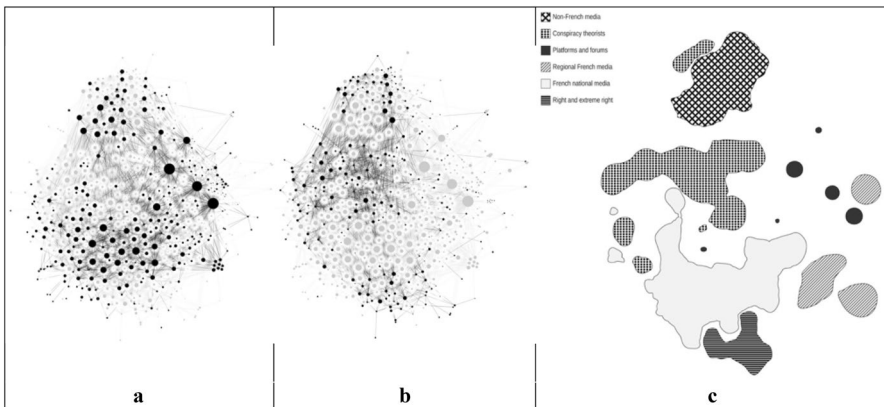 Non-French media
Conspiracy theorists
Platforms and forums
Regional French media
French national media
Right and extreme right
a
b
c